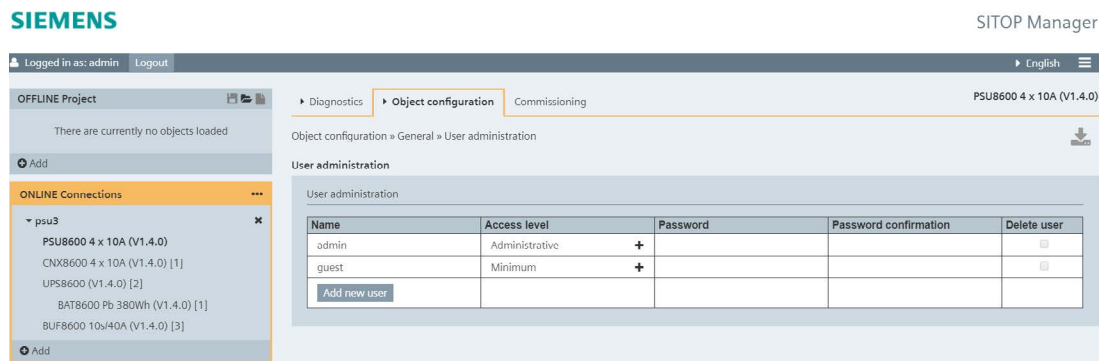 SIEMENS
SITOP Manager
Logged in as: admin Logout
English
OFFLINE Project
There are currently no objects loaded
Add
ONLINE Connections
psu3
PSU8600 4 x 10A (V1.4.0)
CNX8600 4 x 10A (V1.4.0) [1]
UPS8600 (V1.4.0) [2]
BAT8600 Pb 380Wh (V1.4.0) [1]
BUF8600 10s/40A (V1.4.0) [3]
Add
Diagnostics Object configuration Commissioning
PSU8600 4 x 10A (V1.4.0)
Object configuration » General » User administration
User administration
User administration
Name Access level Password Password confirmation Delete user
admin Administrative
guest Minimum
Add new user